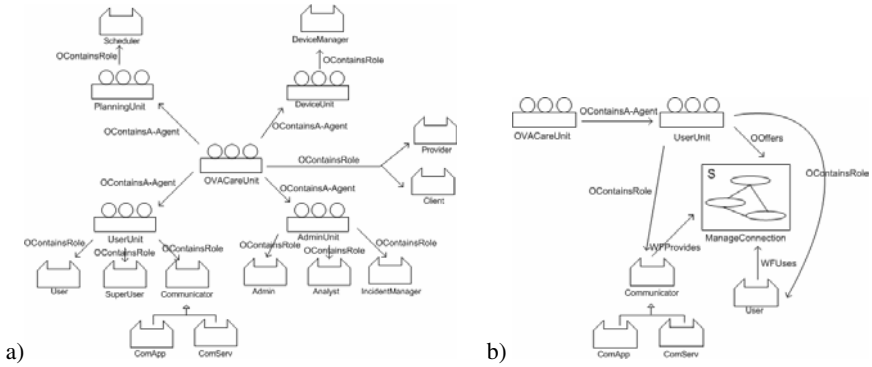 Scheduler
DeviceManager
OContainsRole
OContainsRole
PlanningUnit
DeviceUnit
OContainsA-Agent
OContainsA-Agent
OContainsRole
Provider
OVACareUnit
Client
OContainsA-Agent
OContainsA-Agent
UserUnit
AdminUnit
OContainsRole
OContainsRole
OContainsRole
OContainsRole
OContainsRole
OContainsRole
User
SuperUser
Communicator
Admin
Analyst
IncidentManager
ComApp
ComServ
a)
OContainsA-Agent
OVACareUnit
UserUnit
OOffers
S
OContainsRole
OContainsRole
ManageConnection
WFProvides
WFUses
Communicator
User
ComApp
ComServ
b)